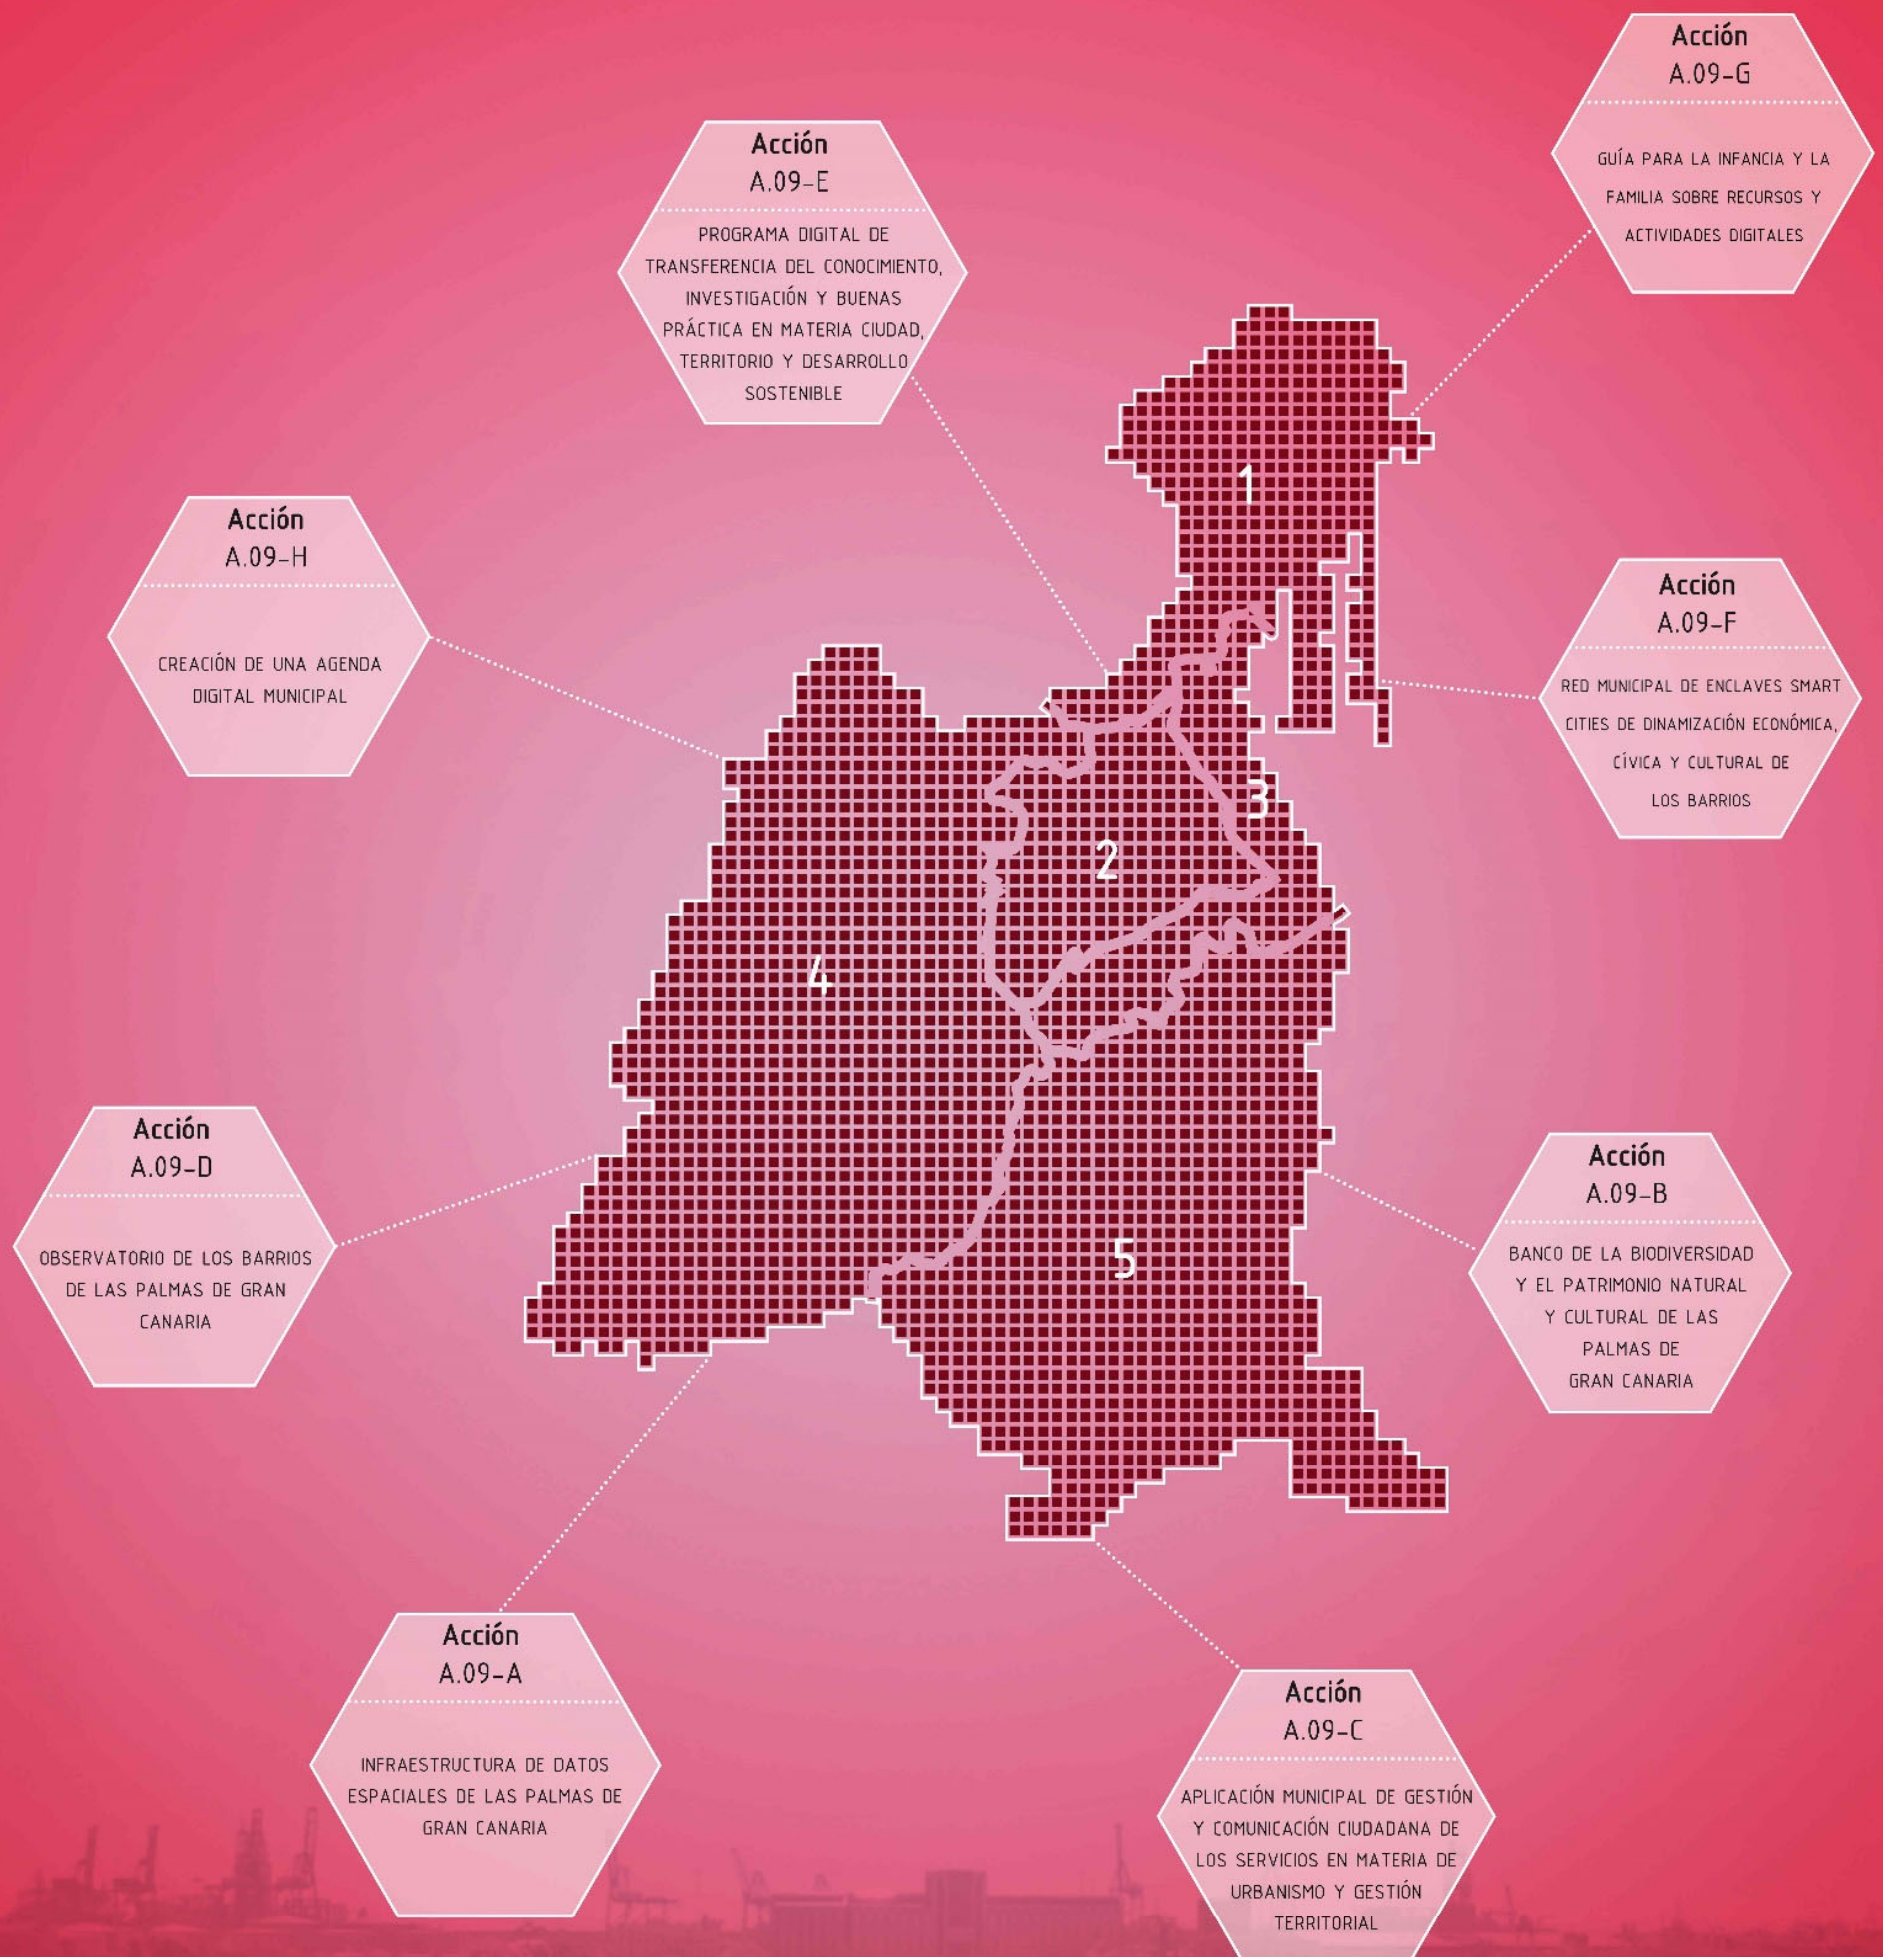 Acción
A.09-G
GUÍA PARA LA INFANCIA Y LA
FAMILIA SOBRE RECURSOS Y
ACTIVIDADES DIGITALES
Acción
A.09-E
PROGRAMA DIGITAL DE
TRANSFERENCIA DEL CONOCIMIENTO,
INVESTIGACIÓN Y BUENAS
PRÁCTICA EN MATERIA CIUDAD,
TERRITORIO Y DESARROLLO
SOSTENIBLE
Acción
A.09-H
CREACIÓN DE UNA AGENDA
DIGITAL MUNICIPAL
Acción
A.09-F
RED MUNICIPAL DE ENCLAVES SMART
CITIES DE DINAMIZACIÓN ECONÓMICA,
CÍVICA Y CULTURAL DE
LOS BARRIOS
1
3
2
4
5
Acción
A.09-D
OBSERVATORIO DE LOS BARRIOS
DE LAS PALMAS DE GRAN
CANARIA
Acción
A.09-B
BANCO DE LA BIODIVERSIDAD
Y EL PATRIMONIO NATURAL
Y CULTURAL DE LAS
PALMAS DE
GRAN CANARIA
Acción
A.09-A
INFRAESTRUCTURA DE DATOS
ESPACIALES DE LAS PALMAS DE
GRAN CANARIA
Acción
A.09-C
APLICACIÓN MUNICIPAL DE GESTIÓN
Y COMUNICACIÓN CIUDADANA DE
LOS SERVICIOS EN MATERIA DE
URBANISMO Y GESTIÓN
TERRITORIAL